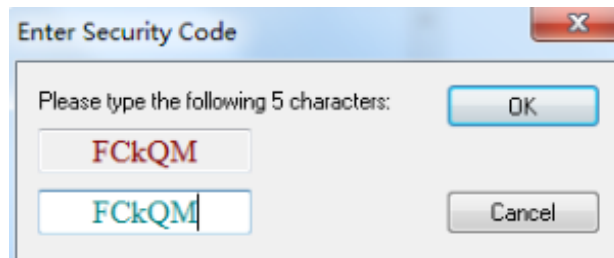 Enter Security Code
Please type the following 5 characters:
OK
FCkQM
FCkQM
Cancel